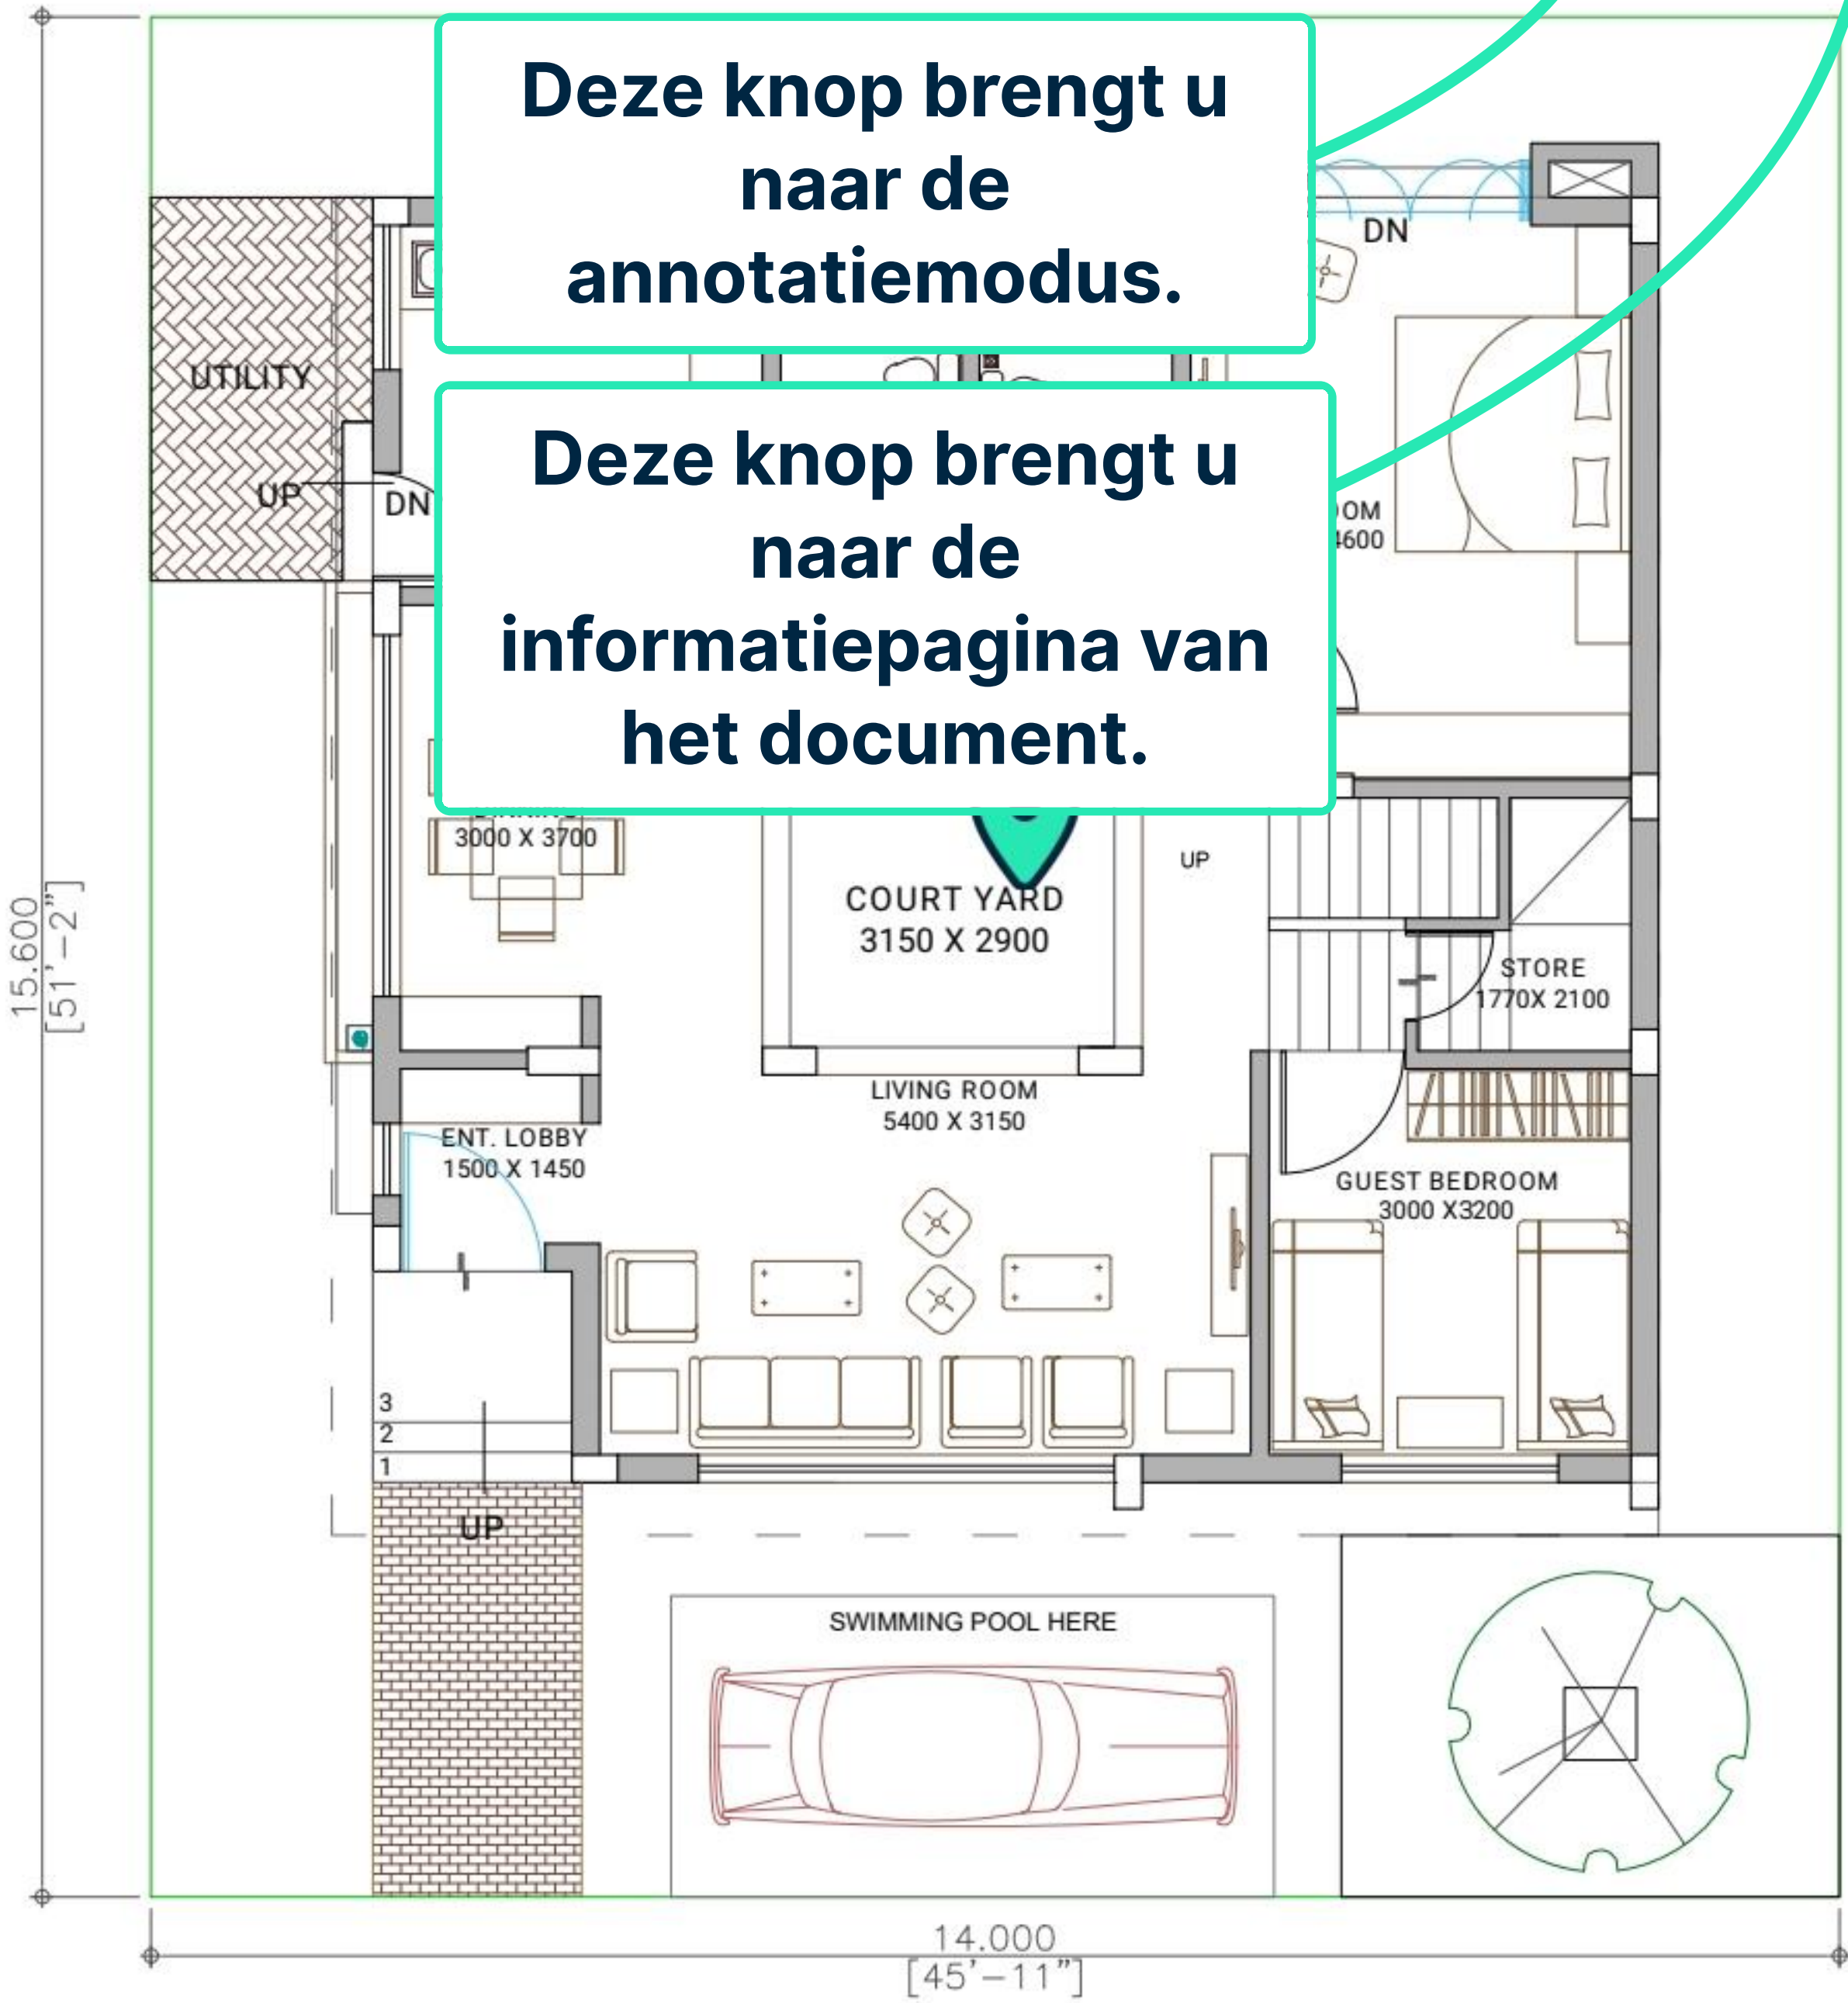 Deze knop brengt u
naar de
annotatiemodus.
DN
UTILITY
Deze knop brengt u
naar de
informatiepagina van
het document.
UP
DN
4600
3000 X 3700
UP
COURT YARD
3150 X 2900
15.600
[51'-2"]
STORE
1770X 2100
LIVING ROOM
5400 X 3150
ENT. LOBBY
1500 X 1450
GUEST BEDROOM
3000 X3200
3
2
1
UP
SWIMMING POOL HERE
14.000
[45'-11"]